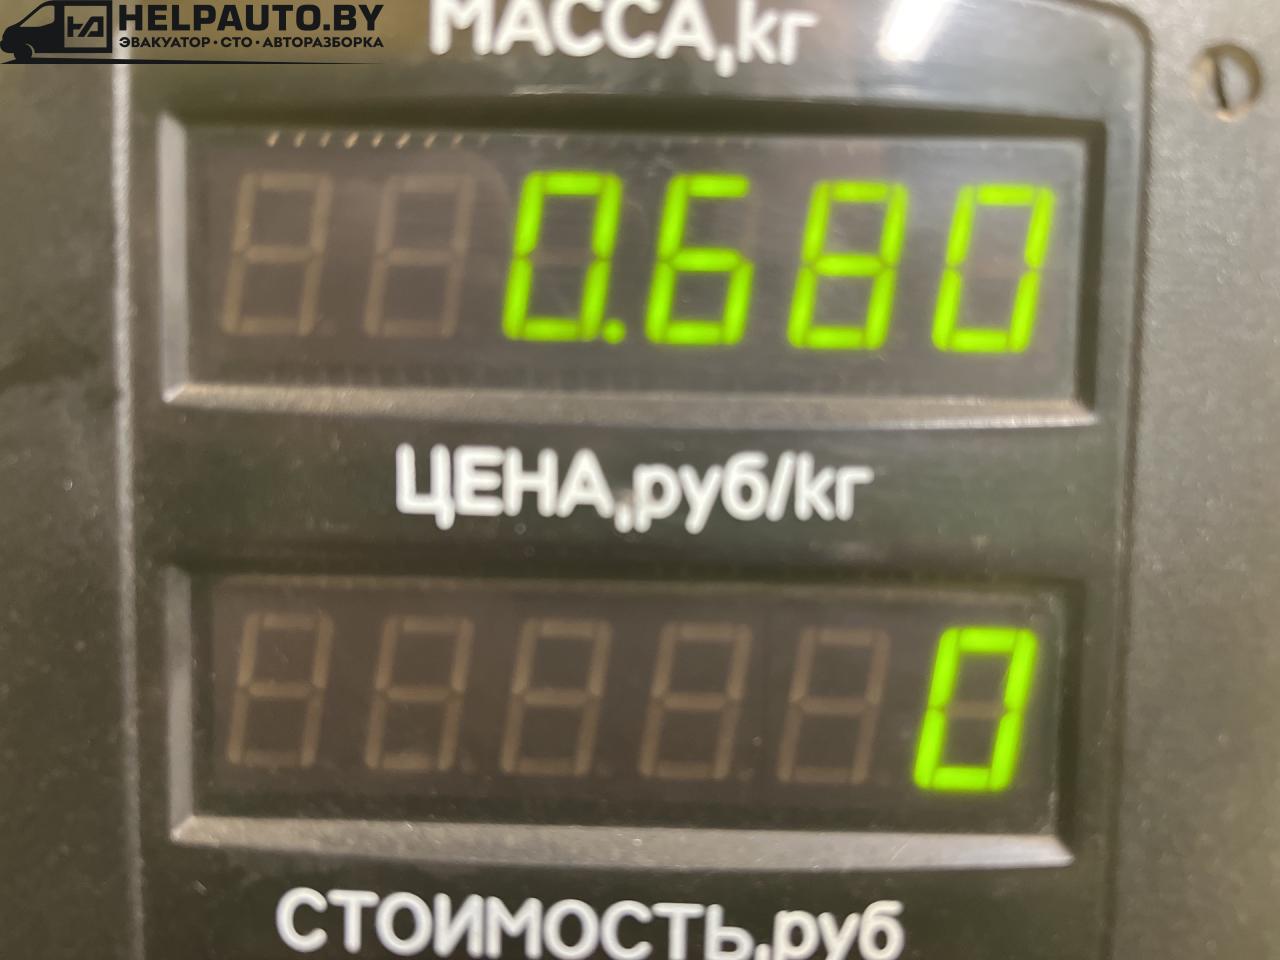 HELPAUTO.BY
ЭВАКУАТОР • СТО • АВТОРАЗБОРКА
МАССА,кг
0.680
ЦЕНА,руб/кг
0
СТОИМОСТЬ,руб